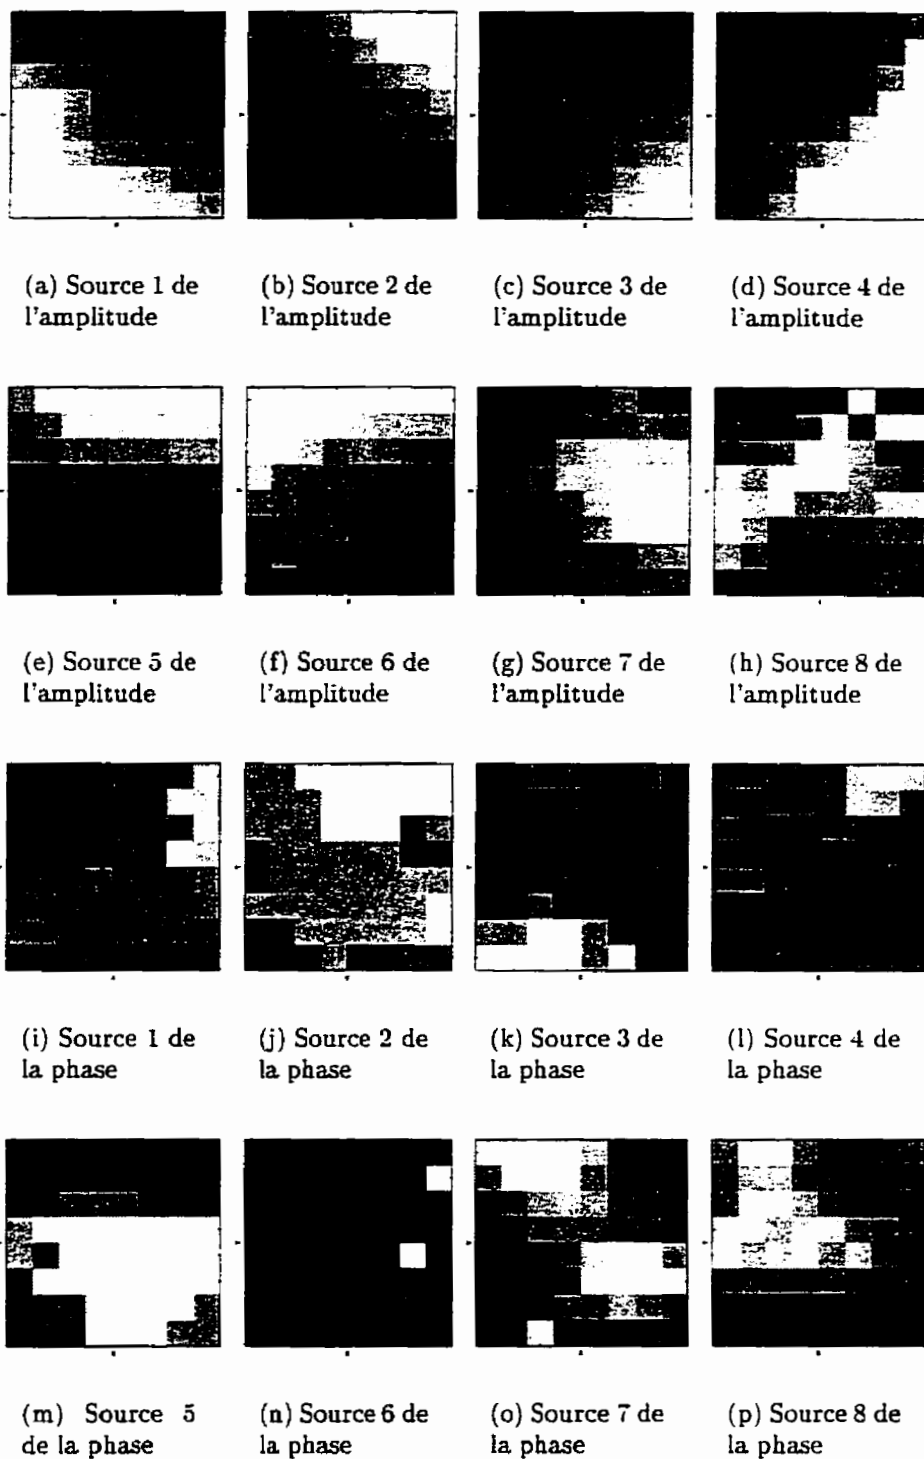 (a) Source 1 de
l'amplitude
(b) Source 2 de
l'amplitude
(c) Source 3 de
l'amplitude
(d) Source 4 de
l'amplitude
(e) Source 5 de
l'amplitude
(f) Source 6 de
l'amplitude
(g) Source 7 de
l'amplitude
(h) Source 8 de
l'amplitude
(i) Source 1 de
la phase
(j) Source 2 de
la phase
(k) Source 3 de
la phase
(l) Source 4 de
la phase
(m) Source 5
de la phase
(n) Source 6 de
la phase
(o) Source 7 de
la phase
(p) Source 8 de
la phase